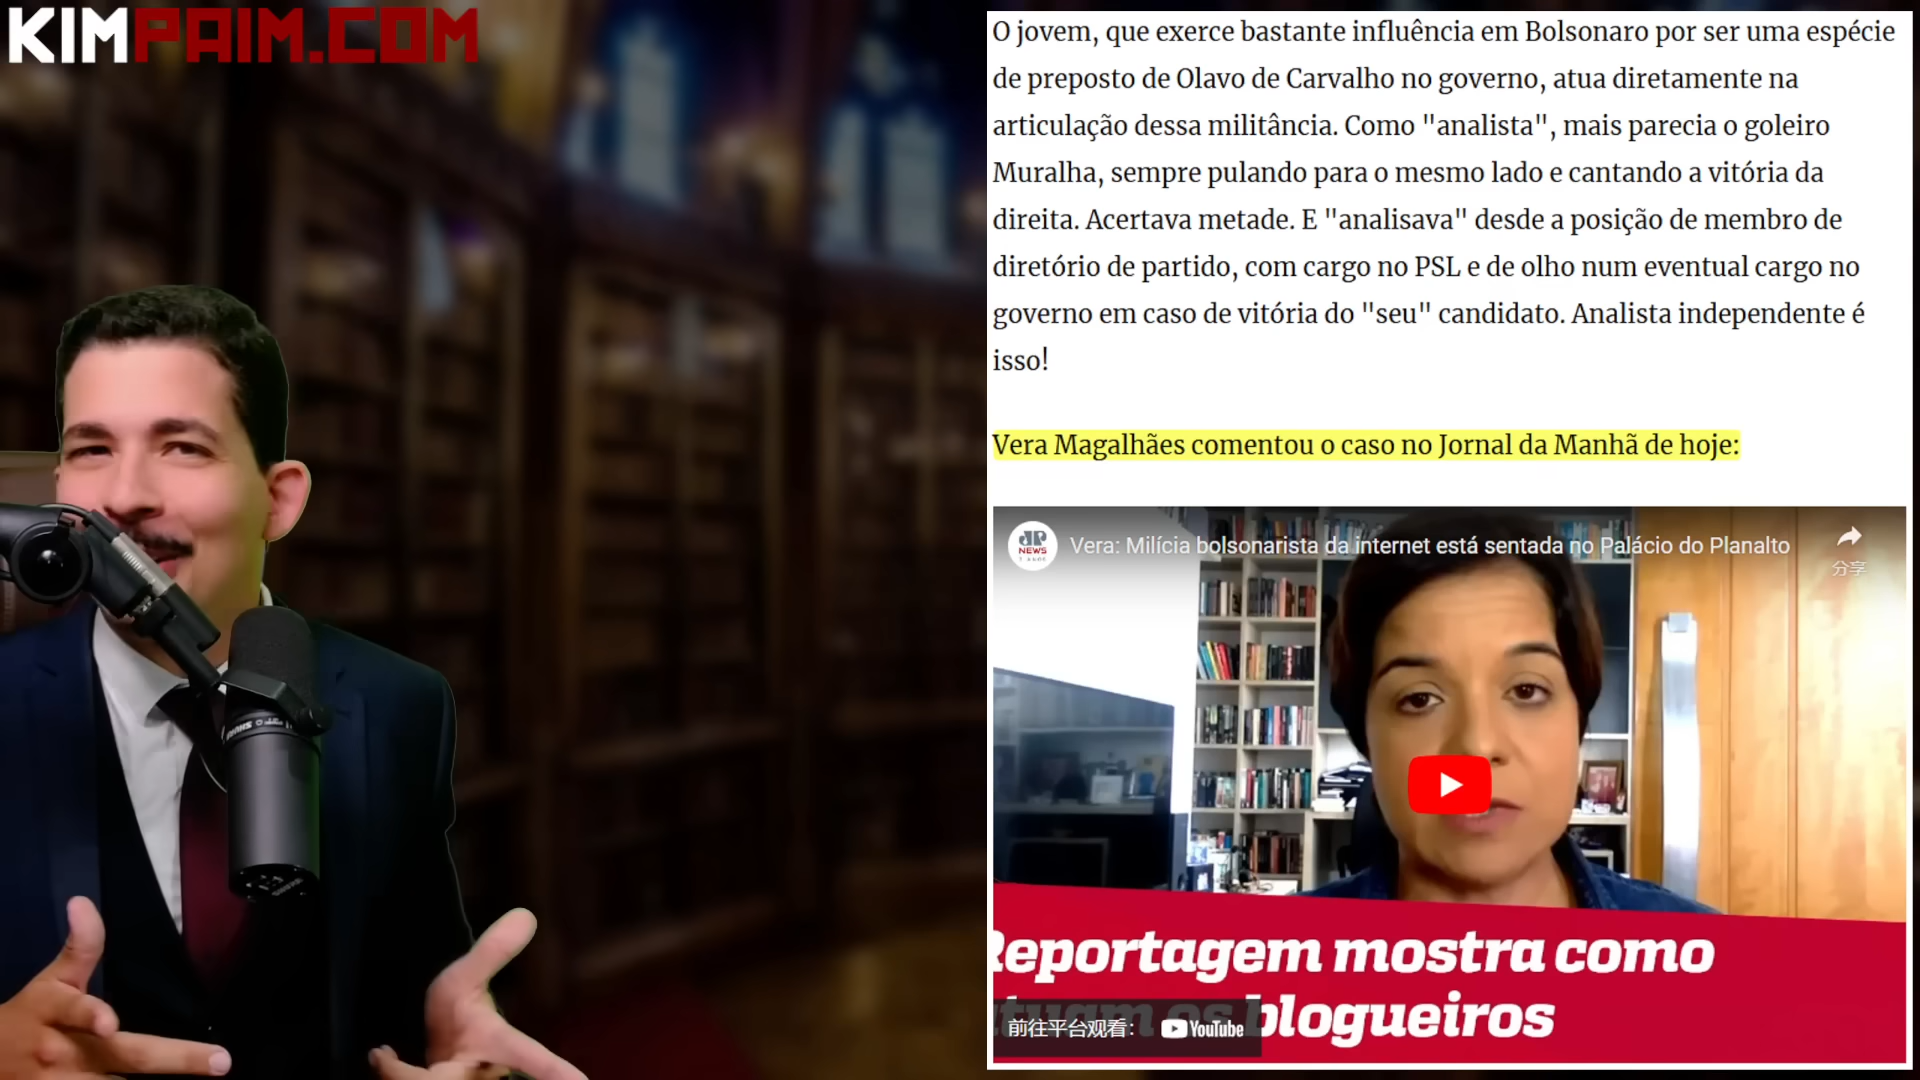 KIMPAIM.COM
O jovem, que exerce bastante influência em Bolsonaro por ser uma espécie
de preposto de Olavo de Carvalho no governo, atua diretamente na
articulação dessa militância. Como "analista", mais parecia o goleiro
Muralha, sempre pulando para o mesmo lado e cantando a vitória da
direita. Acertava metade. E "analisava" desde a posição de membro de
diretório de partido, com cargo no PSL e de olho num eventual cargo no
governo em caso de vitória do "seu" candidato. Analista independente é
isso!
Vera Magalhães comentou o caso no Jornal da Manhã de hoje:
JP
NEWS
Vera: Milícia bolsonarista da internet está sentada no Palácio do Planalto
分享
Reportagem mostra como
atuam os blogueiros
前往平台观看：
YouTube
SHURE